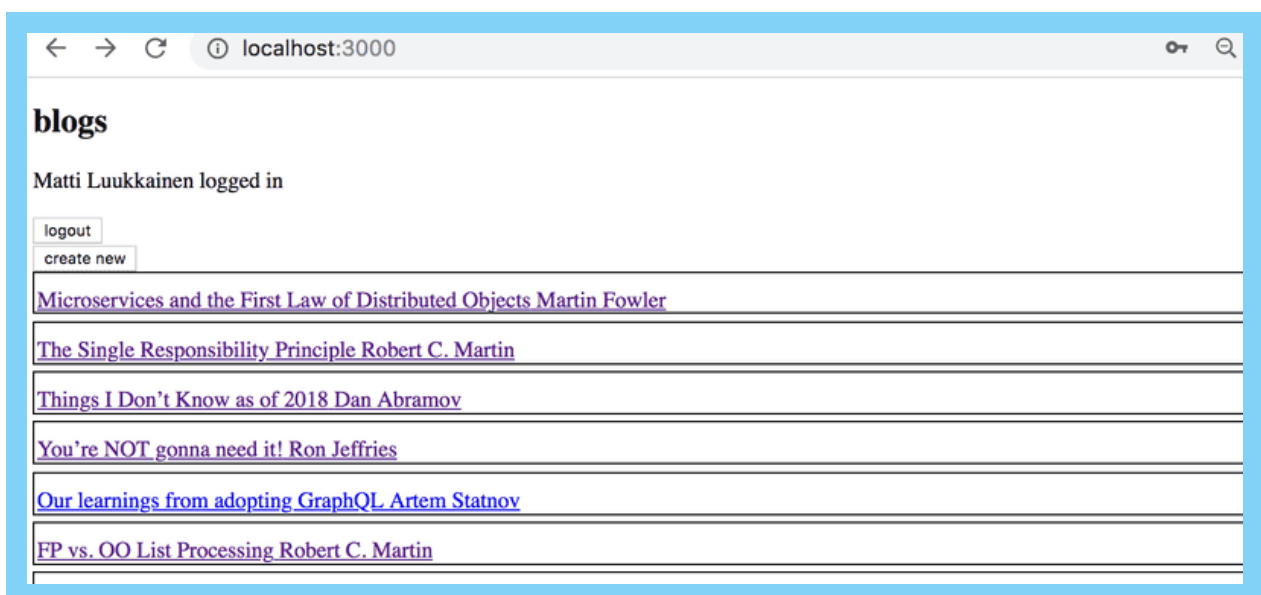 localhost:3000
blogs
Matti Luukkainen logged in
logout
create new
Microservices and the First Law of Distributed Objects Martin Fowler
The Single Responsibility Principle Robert C. Martin
Things I Don’t Know as of 2018 Dan Abramov
You’re NOT gonna need it! Ron Jeffries
Our learnings from adopting GraphQL Artem Statnov
FP vs. OO List Processing Robert C. Martin